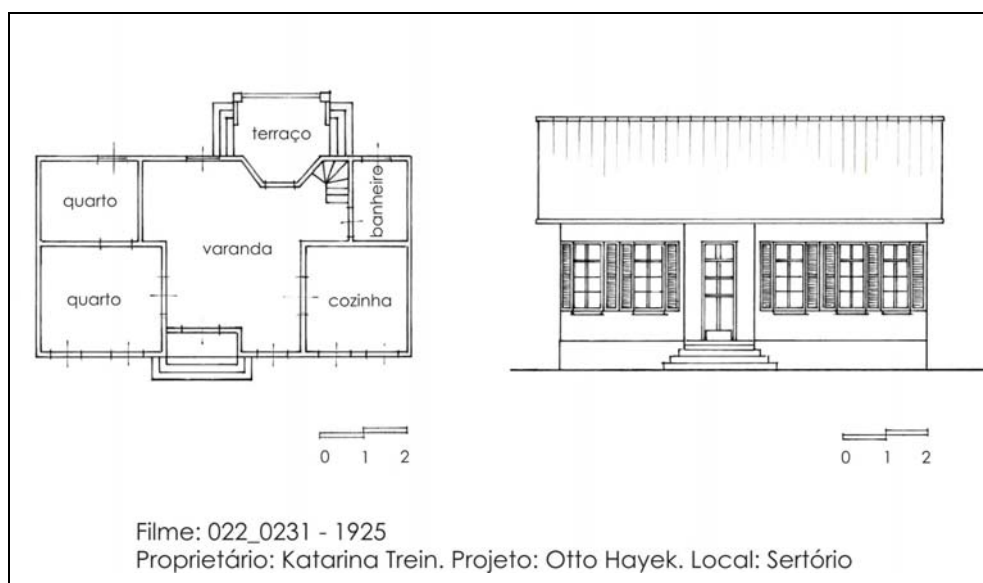 terraço
quarto
banheiro
varanda
quarto
cozinha
0 1 2
0 1 2
Filme: 022_0231 - 1925
Proprietário: Katarina Trein. Projeto: Otto Hayek. Local: Sertório